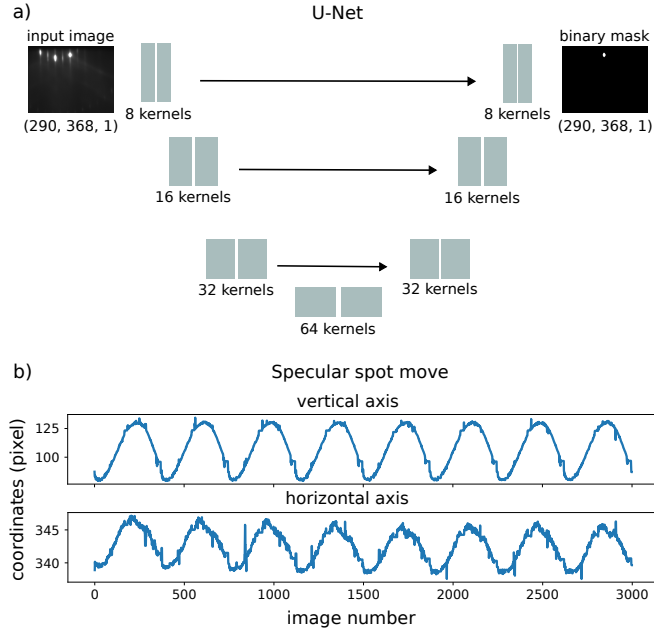 a)
U-Net
input image
binary mask
(290, 368, 1)
8 kernels
8 kernels
(290, 368, 1)
16 kernels
16 kernels
32 kernels
32 kernels
64 kernels
b)
Specular spot move
vertical axis
125
100
horizontal axis
345
340
coordinates (pixel)
0 500 1000 1500 2000 2500 3000
image number